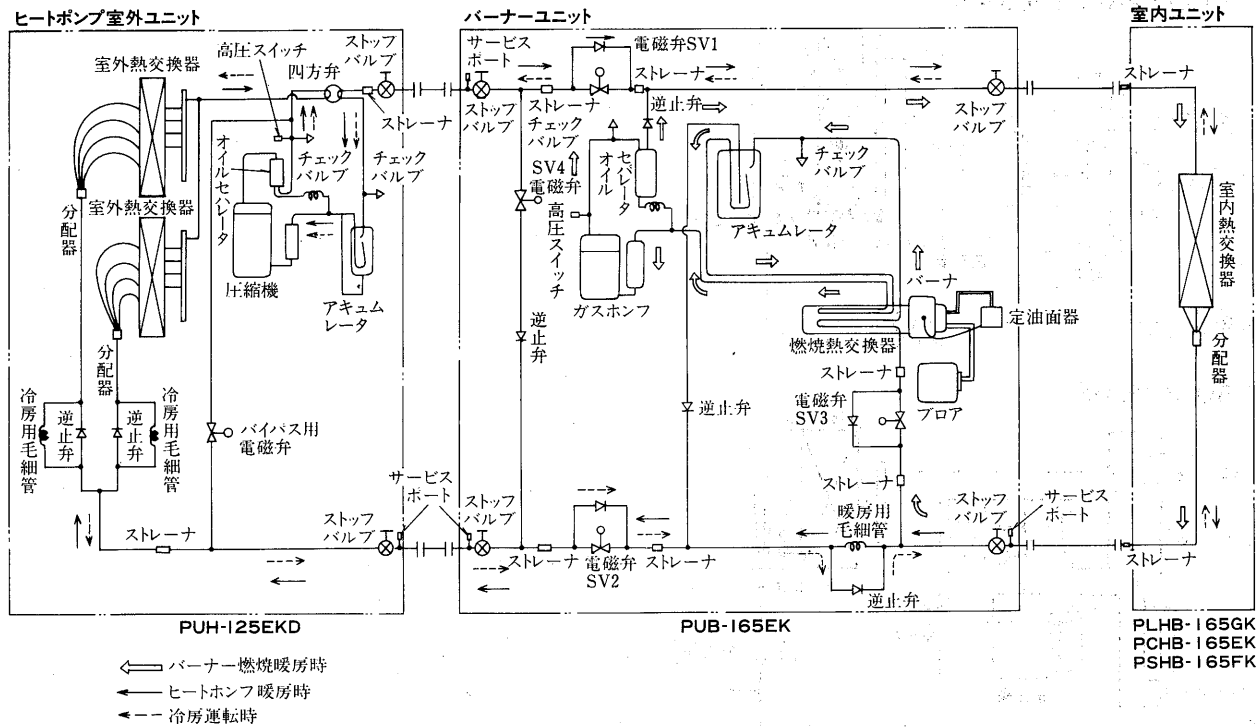 ヒートポンプ室外ユニット
バーナーユニット
室内ユニット
室外熱交換器
高圧スイッチ
四方弁
ストップ
バルブ
ストレーナ
サービス
ポート
ストップ
バルブ
電磁弁SV1
ストレーナ
ストレーナ
チェック
バルブ
逆止弁
ストップ
バルブ
ストレーナ
オイルセパレータ
チェック
バルブ
チェック
バルブ
SV4
電磁弁
オイル
セパレータ
チェック
バルブ
室外熱交換器
分配器
高圧スイッチ
アキュムレータ
室内熱交換器
圧縮機
アキュム
レータ
ガスホンフ
バーナ
定油面器
燃焼熱交換器
分配器
逆止弁
分配器
ストレーナ
ブロア
冷房用毛細管
逆止弁
逆止弁
冷房用毛細管
バイパス用
電磁弁
逆止弁
電磁弁
SV3
ストレーナ
サービス
ポート
ストッフ
バルブ
暖房用
毛細管
ストップ
バルブ
サービス
ポート
ストレーナ
ストップ
バルブ
ストレーナ
電磁弁
SV2
ストレーナ
逆止弁
ストレーナ
PUH-125EKD
PUB-165EK
PLHB-165GK
PCHB-165EK
PSHB-165FK
バーナー燃焼暖房時
ヒートホンフ暖房時
冷房運転時